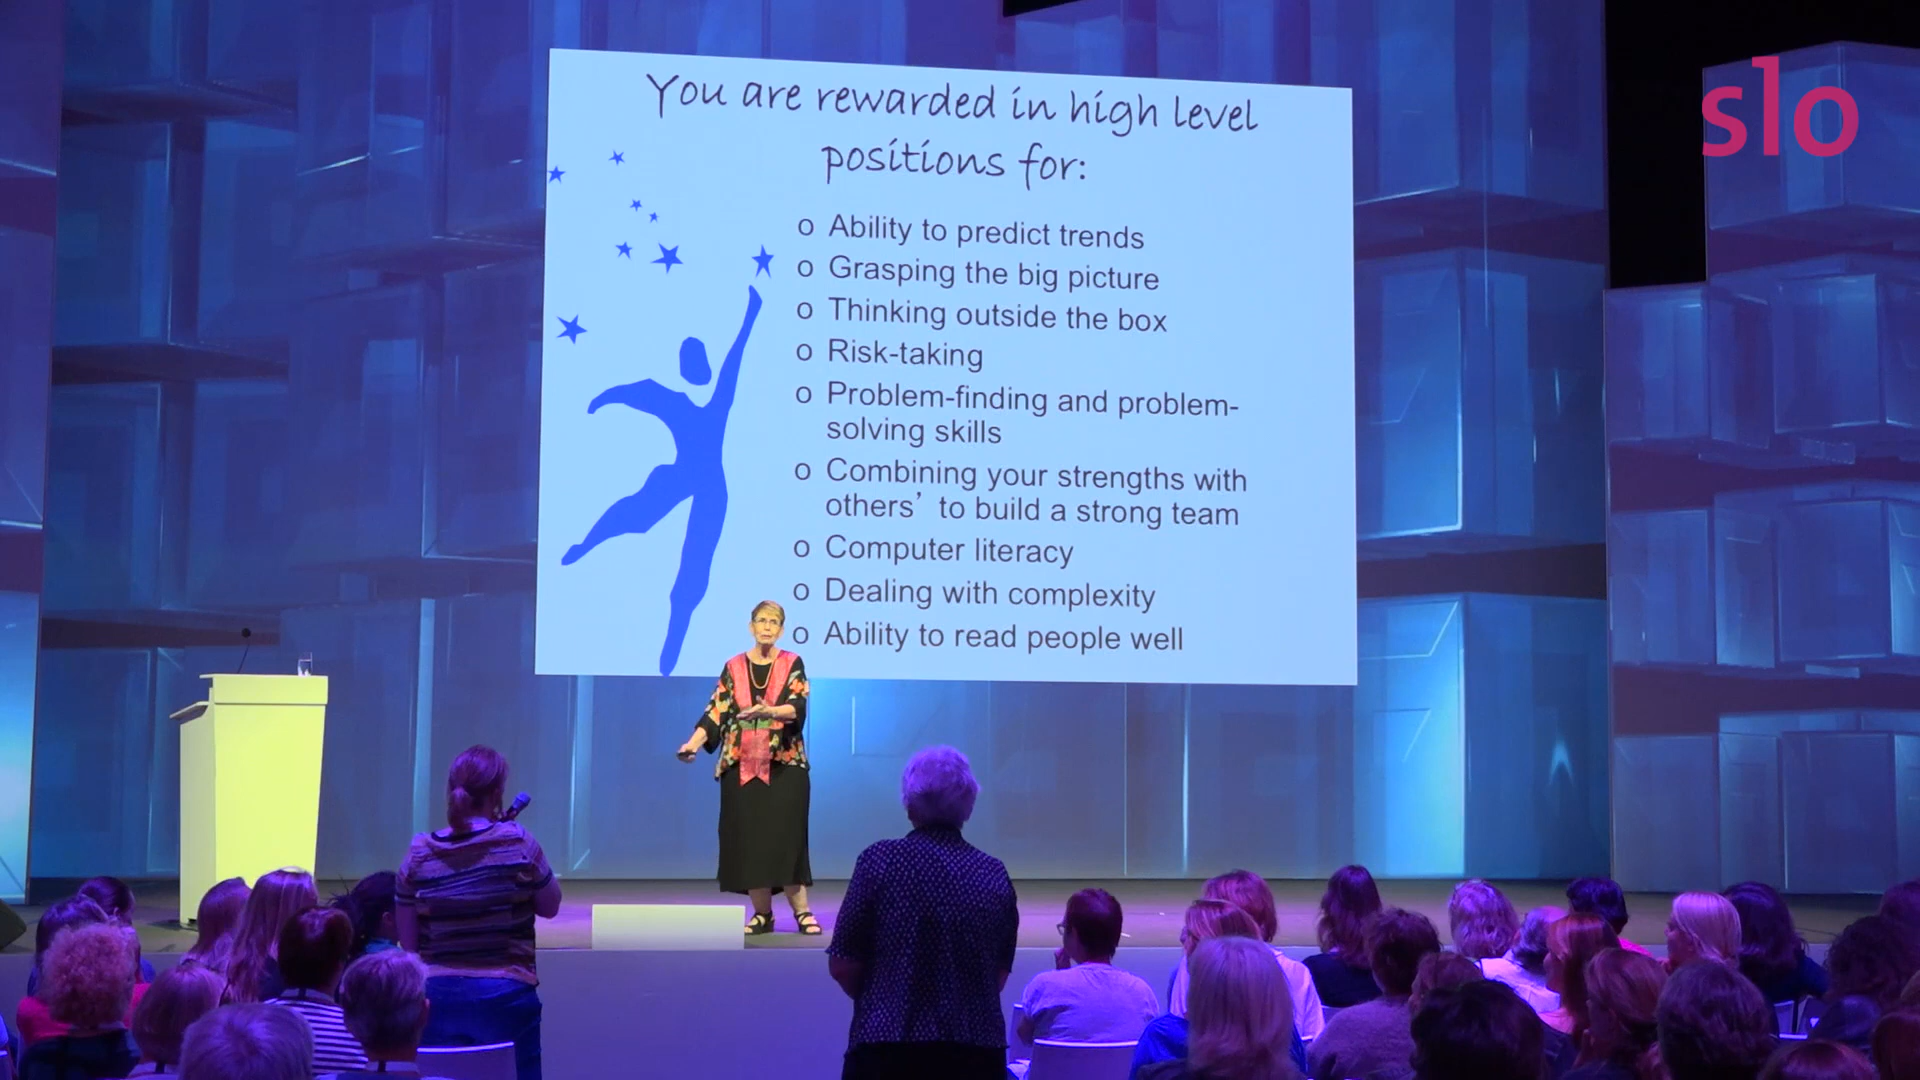 You are rewarded in high level
positions for:
o Ability to predict trends
o Grasping the big picture
o Thinking outside the box
o Risk-taking
o Problem-finding and problem-
solving skills
o Combining your strengths with
others’ to build a strong team
o Computer literacy
o Dealing with complexity
o Ability to read people well
slo